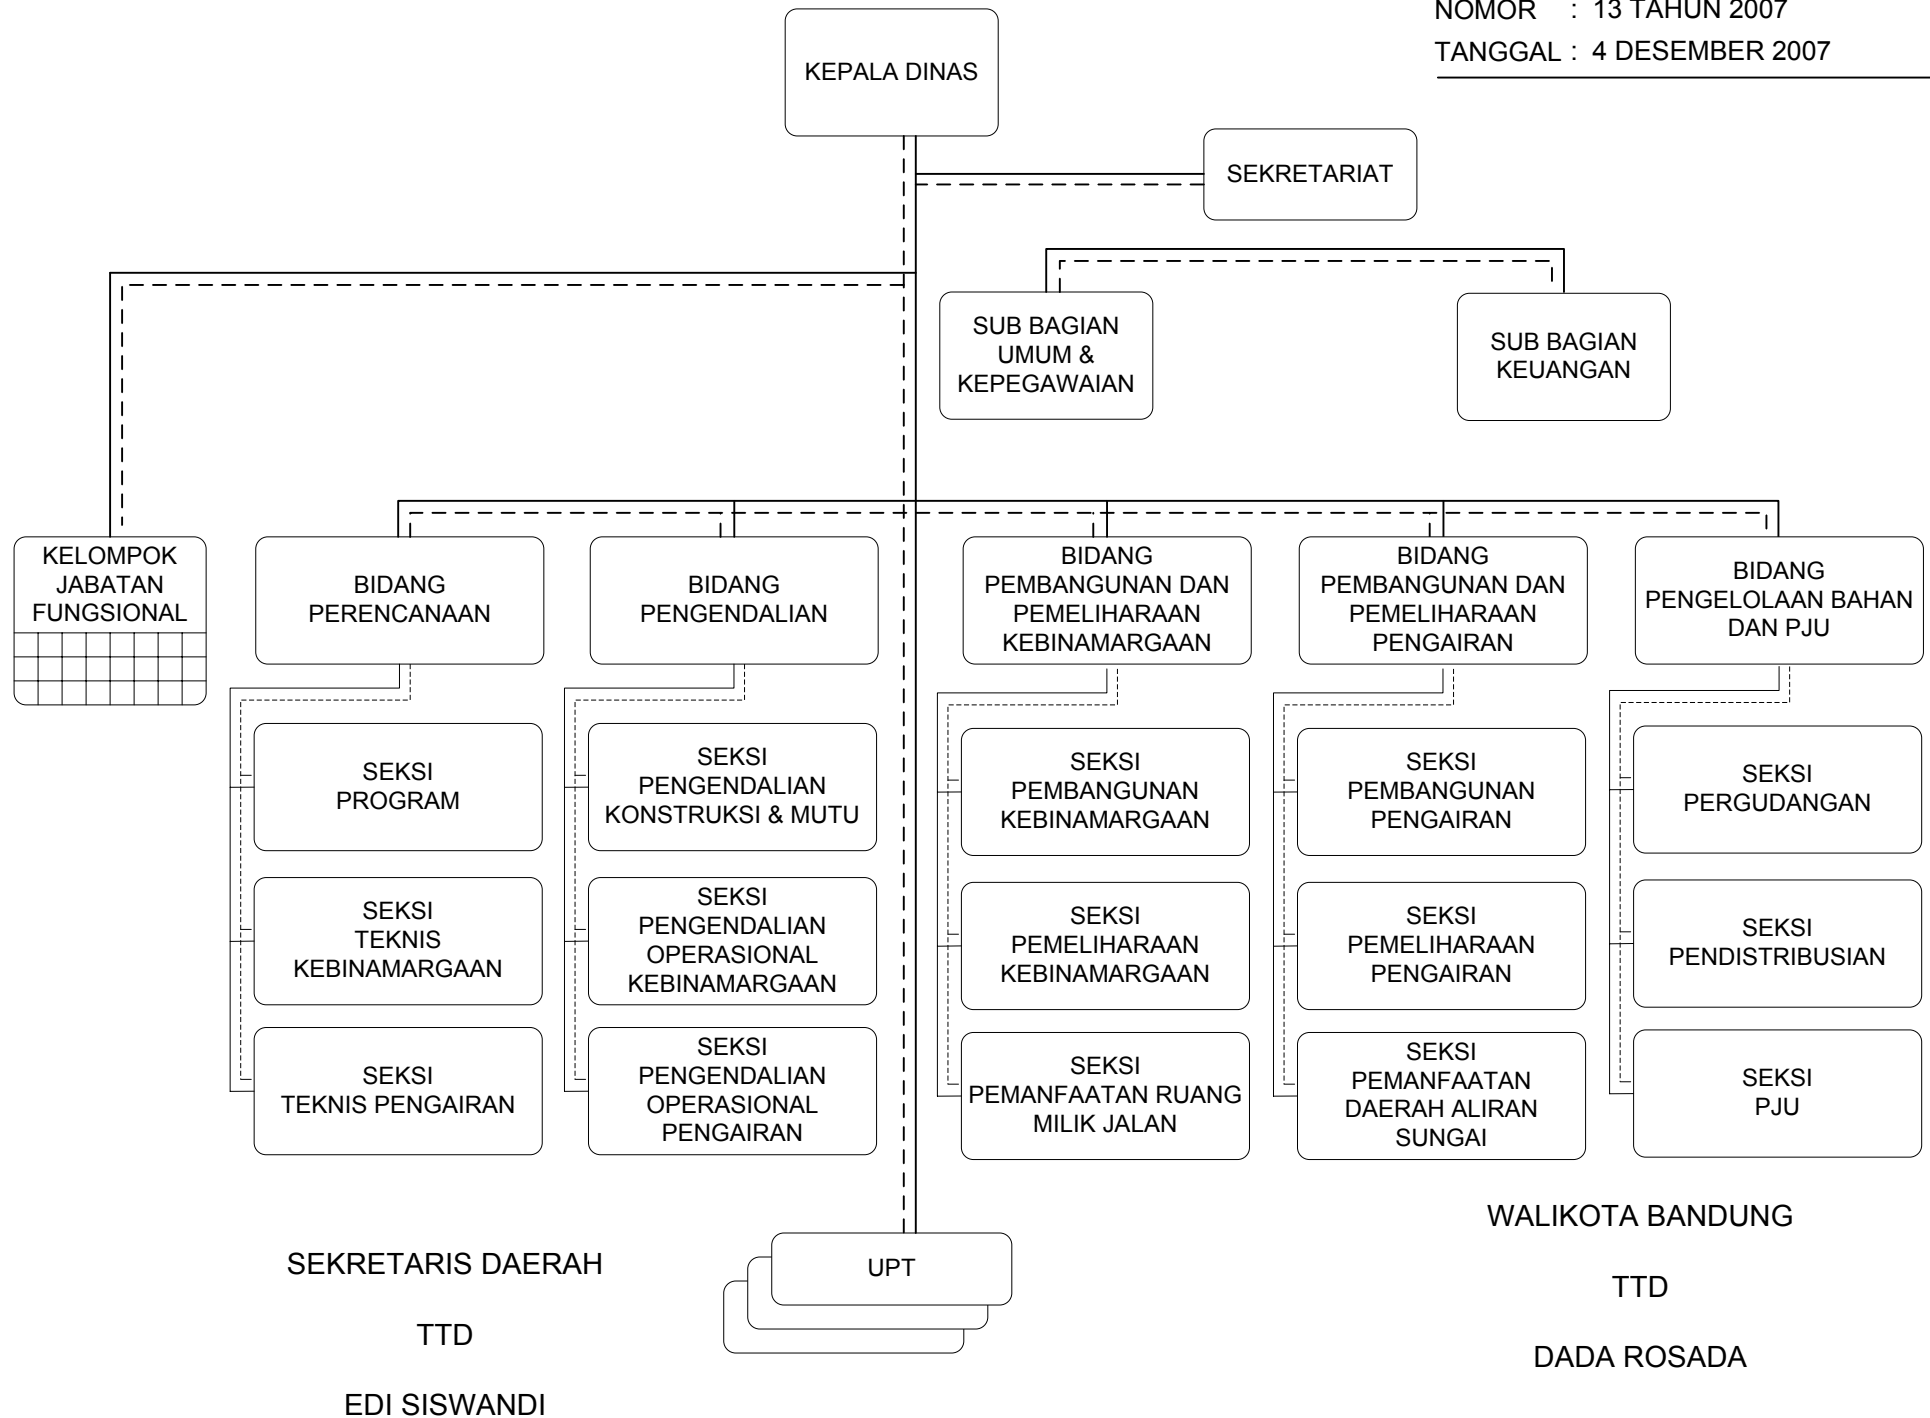 NOMOR : 13 TAHUN 2007
TANGGAL : 4 DESEMBER 2007
KEPALA DINAS
SEKRETARIAT
SUB BAGIAN
UMUM &
KEPEGAWAIAN
SUB BAGIAN
KEUANGAN
KELOMPOK
JABATAN
FUNGSIONAL
BIDANG
PERENCANAAN
BIDANG
PENGENDALIAN
BIDANG
PEMBANGUNAN DAN
PEMELIHARAAN
KEBINAMARGAAN
BIDANG
PEMBANGUNAN DAN
PEMELIHARAAN
PENGAIRAN
BIDANG
PENGELOLAAN BAHAN
DAN PJU
SEKSI
PROGRAM
SEKSI
PENGENDALIAN
KONSTRUKSI & MUTU
SEKSI
PEMBANGUNAN
KEBINAMARGAAN
SEKSI
PEMBANGUNAN
PENGAIRAN
SEKSI
PERGUDANGAN
SEKSI
TEKNIS
KEBINAMARGAAN
SEKSI
PENGENDALIAN
OPERASIONAL
KEBINAMARGAAN
SEKSI
PEMELIHARAAN
KEBINAMARGAAN
SEKSI
PEMELIHARAAN
PENGAIRAN
SEKSI
PENDISTRIBUSIAN
SEKSI
TEKNIS PENGAIRAN
SEKSI
PENGENDALIAN
OPERASIONAL
PENGAIRAN
SEKSI
PEMANFAATAN RUANG
MILIK JALAN
SEKSI
PEMANFAATAN
DAERAH ALIRAN
SUNGAI
SEKSI
PJU
UPT
SEKRETARIS DAERAH
TTD
EDI SISWANDI
WALIKOTA BANDUNG
TTD
DADA ROSADA